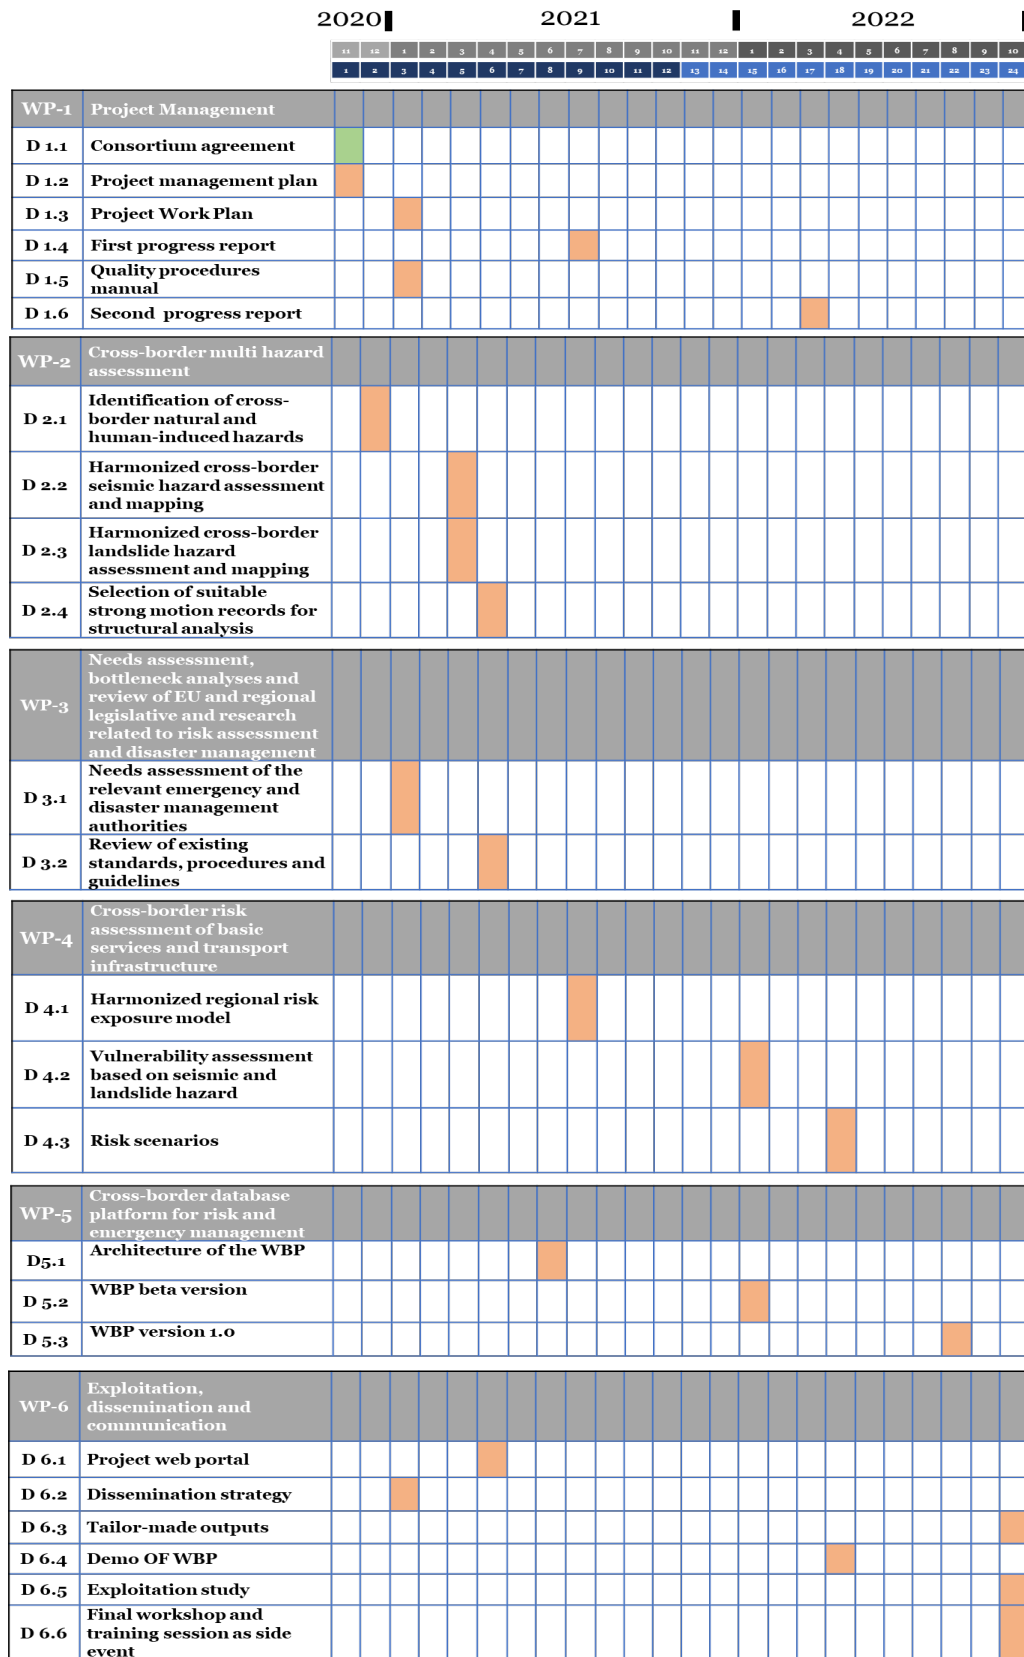 2020 2021 2022
11 12 1 2 3 4 5 6 7 8 9 10 11 12 1 2 3 4 5 6 7 8 9 10
1 2 3 4 5 6 7 8 9 10 11 12 13 14 15 16 17 18 19 20 21 22 23 24
WP-1 Project Management
D 1.1 Consortium agreement
D 1.2 Project management plan
D 1.3 Project Work Plan
D 1.4 First progress report
D 1.5 Quality procedures
manual
D 1.6 Second progress report
WP-2 Cross-border multi hazard
assessment
D 2.1 Identification of cross-
border natural and
human-induced hazards
D 2.2 Harmonized cross-border
seismic hazard assessment
and mapping
D 2.3 Harmonized cross-border
landslide hazard
assessment and mapping
D 2.4 Selection of suitable
strong motion records for
structural analysis
WP-3 Needs assessment,
bottleneck analyses and
review of EU and regional
legislative and research
related to risk assessment
and disaster management
D 3.1 Needs assessment of the
relevant emergency and
disaster management
authorities
D 3.2 Review of existing
standards, procedures and
guidelines
WP-4 Cross-border risk
assessment of basic
services and transport
infrastructure
D 4.1 Harmonized regional risk
exposure model
D 4.2 Vulnerability assessment
based on seismic and
landslide hazard
D 4.3 Risk scenarios
WP-5 Cross-border database
platform for risk and
emergency management
D5.1 Architecture of the WBP
D 5.2 WBP beta version
D 5.3 WBP version 1.0
WP-6 Exploitation,
dissemination and
communication
D 6.1 Project web portal
D 6.2 Dissemination strategy
D 6.3 Tailor-made outputs
D 6.4 Demo OF WBP
D 6.5 Exploitation study
D 6.6 Final workshop and
training session as side
event